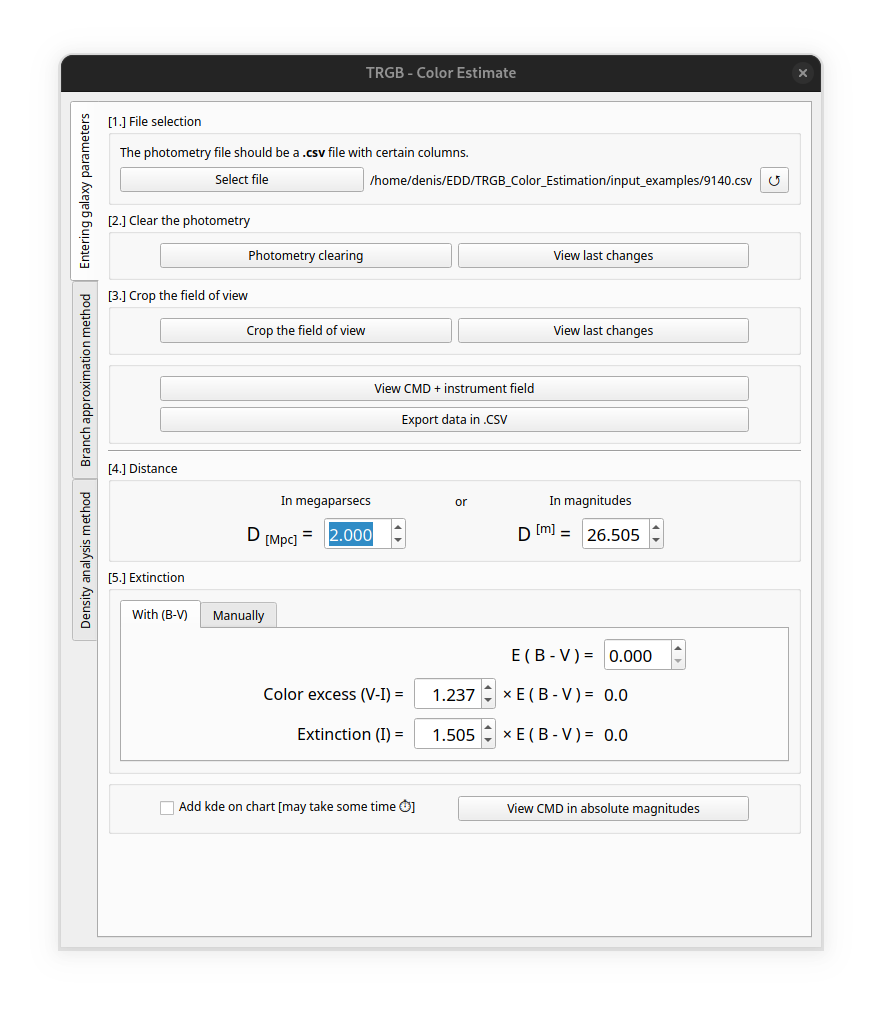 TRGB - Color Estimate
Entering galaxy parameters
Branch approximation method
Density analysis method
[1.] File selection
The photometry file should be a .csv file with certain columns.
Select file /home/denis/EDD/TRGB_Color_Estimation/input_examples/9140.csv
[2.] Clear the photometry
Photometry clearing View last changes
[3.] Crop the field of view
Crop the field of view View last changes
View CMD + instrument field
Export data in .CSV
[4.] Distance
In megaparsecs or In magnitudes
D [Mpc] = 2.000 D [m] = 26.505
[5.] Extinction
With (B-V) Manually
E ( B - V ) = 0.000
Color excess (V-I) = 1.237 × E ( B - V ) = 0.0
Extinction (I) = 1.505 × E ( B - V ) = 0.0
Add kde on chart [may take some time ⏱] View CMD in absolute magnitudes